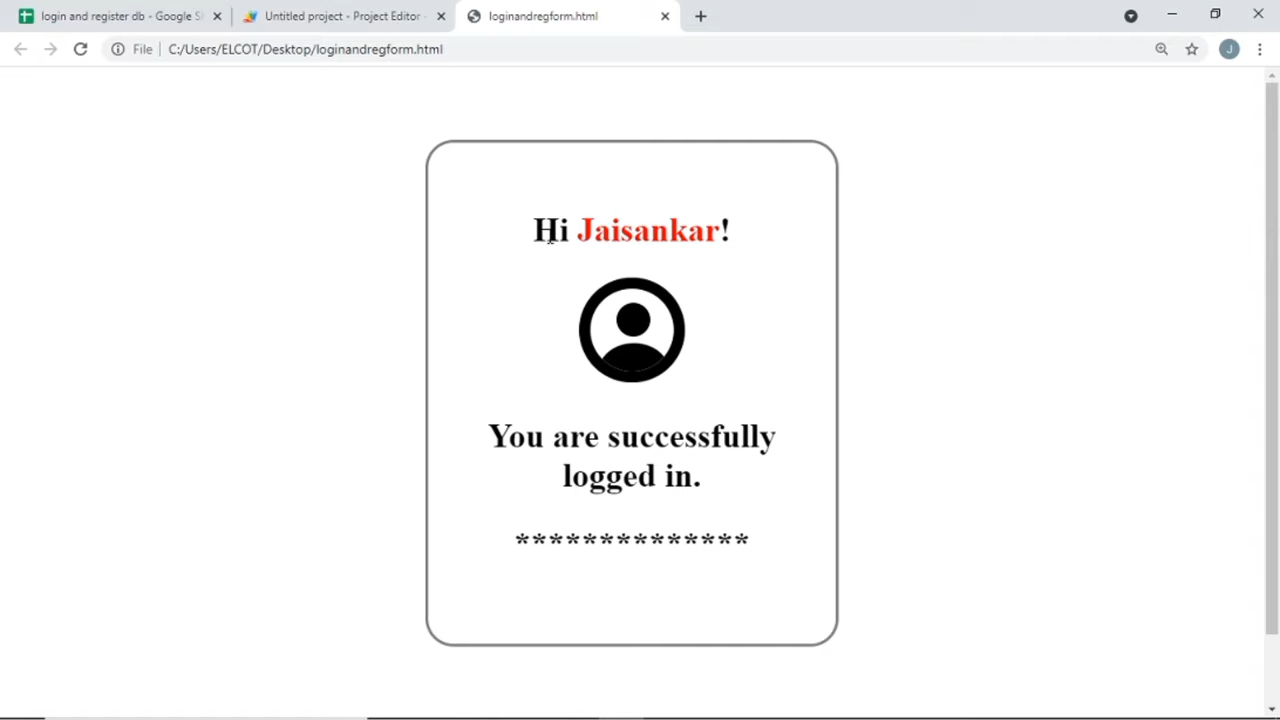 login and register db - Google S
Untitled project - Project Editor -
loginandregform.html
File
C:/Users/ELCOT/Desktop/loginandregform.html
J
Hi Jaisankar!
You are successfully
logged in.
**************